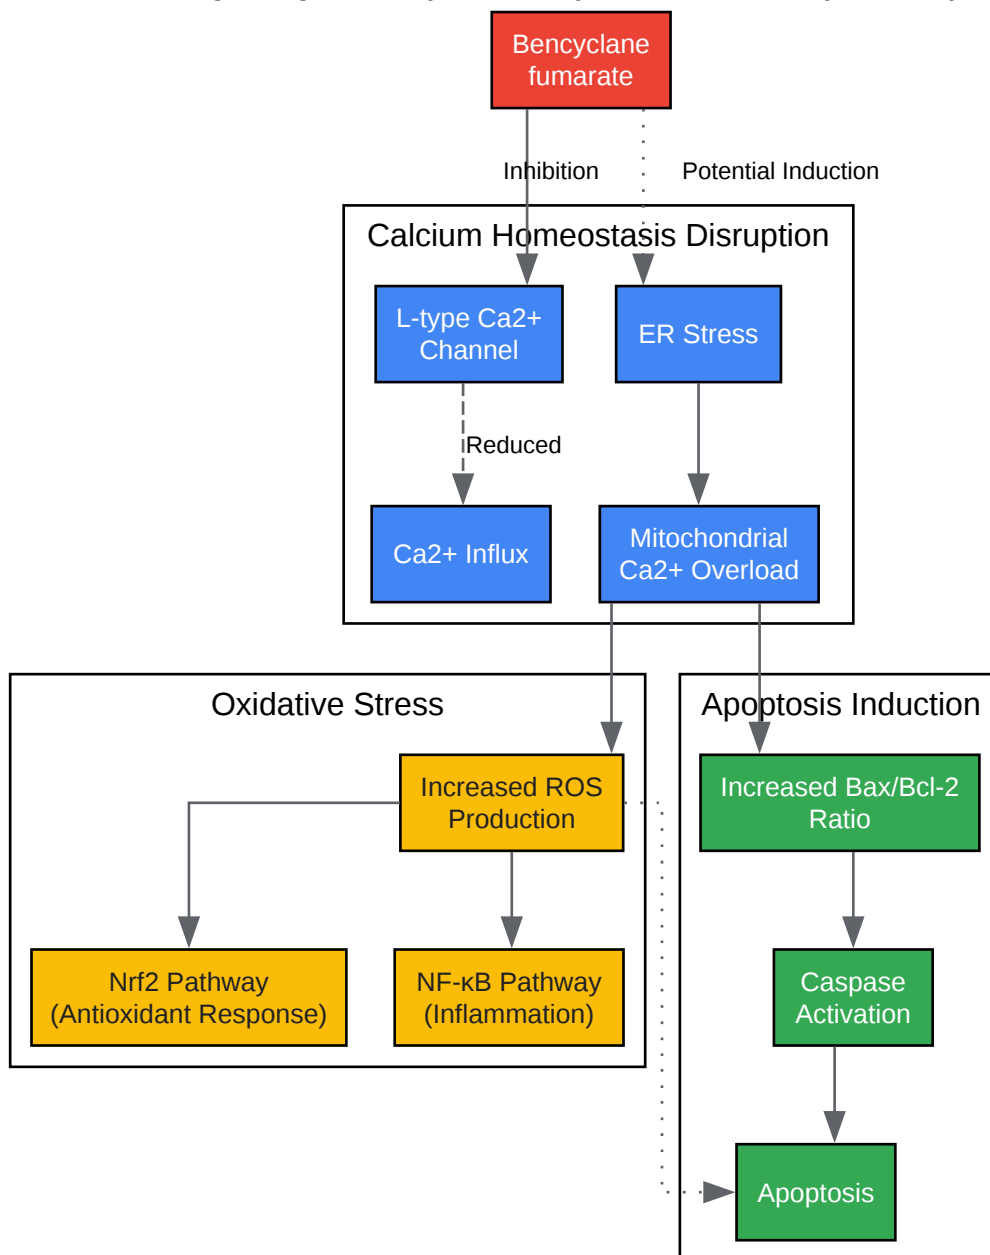 Bencyclane
fumarate
Inhibition
Potential Induction
Calcium Homeostasis Disruption
L-type Ca2+
Channel
ER Stress
Reduced
Ca2+ Influx
Mitochondrial
Ca2+ Overload
Oxidative Stress
Apoptosis Induction
Increased ROS
Production
Increased Bax/Bcl-2
Ratio
Nrf2 Pathway
(Antioxidant Response)
NF-κB Pathway
(Inflammation)
Caspase
Activation
Apoptosis